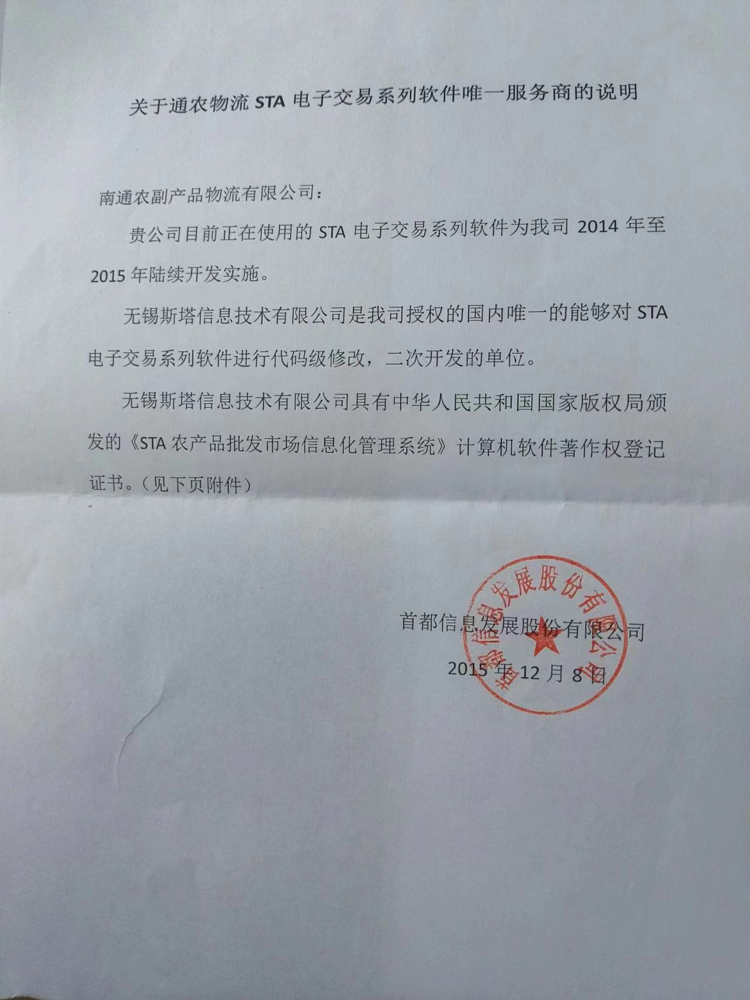 关于通农物流 STA 电子交易系列软件唯一服务商的说明
南通农副产品物流有限公司：
贵公司目前正在使用的 STA 电子交易系列软件为我司 2014 年至
2015 年陆续开发实施。
无锡斯塔信息技术有限公司是我司授权的国内唯一的能够对 STA
电子交易系列软件进行代码级修改，二次开发的单位。
无锡斯塔信息技术有限公司具有中华人民共和国国家版权局颁
发的《STA 农产品批发市场信息化管理系统》计算机软件著作权登记
证书。（见下页附件）
首都信息发展股份有限公司
首都信息发展股份有限公司
2015 年 12 月 8 日